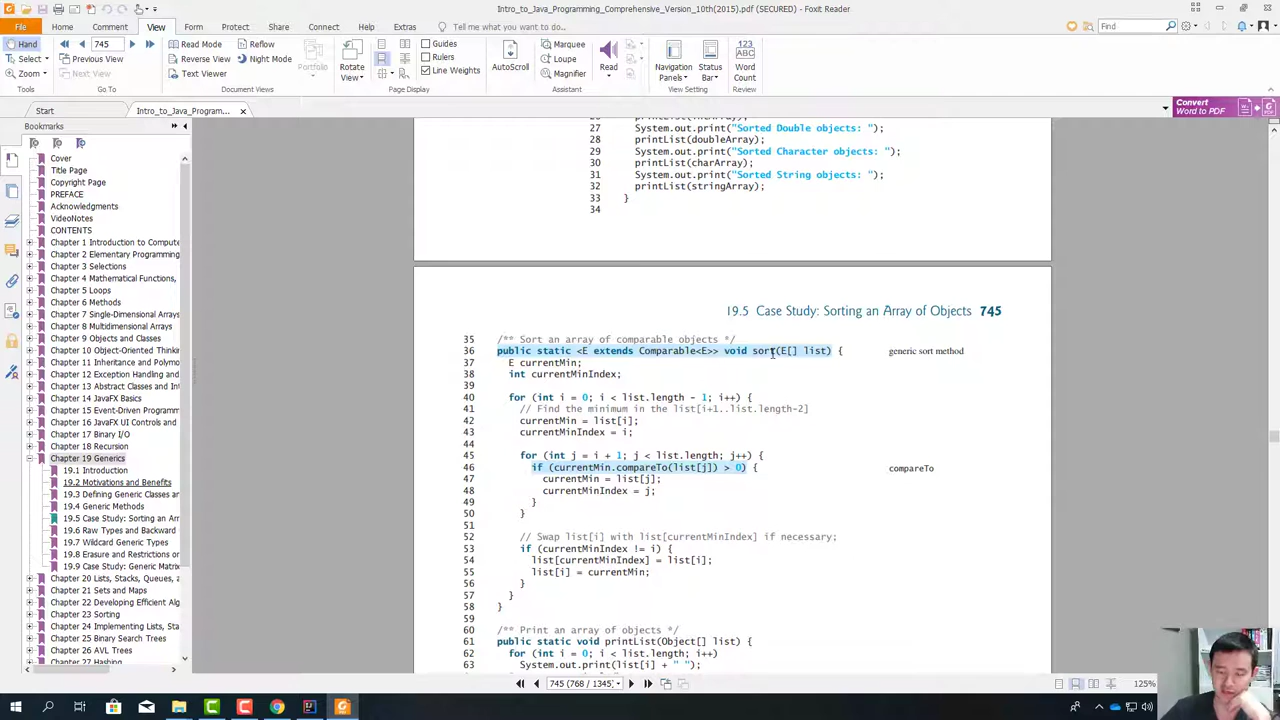 Intro_to_Java_Programming_Comprehensive_Version_10th(2015).pdf (SECURED) - Foxit Reader
File Home Comment View Form Protect Share Connect Help Extras Tell me what you want to do... Find
Hand 745 Read Mode Reflow Guides Marquee
Select Previous View Reverse View Night Mode Rulers Loupe
Zoom Next View Text Viewer Portfolio Rotate View Line Weights AutoScroll Magnifier Read Navigation Panels Status Bar Word Count
Tools Go To Document Views Page Display Assistant View Setting Review
Start Intro_to_Java_Program... Convert Word to PDF
Bookmarks
Cover
Title Page
Copyright Page
PREFACE
Acknowledgments
VideoNotes
CONTENTS
Chapter 1 Introduction to Compute
Chapter 2 Elementary Programming
Chapter 3 Selections
Chapter 4 Mathematical Functions,
Chapter 5 Loops
Chapter 6 Methods
Chapter 7 Single-Dimensional Arrays
Chapter 8 Multidimensional Arrays
Chapter 9 Objects and Classes
Chapter 10 Object-Oriented Thinking
Chapter 11 Inheritance and Polymorp
Chapter 12 Exception Handling and T
Chapter 13 Abstract Classes and Int
Chapter 14 JavaFX Basics
Chapter 15 Event-Driven Programmi
Chapter 16 JavaFX UI Controls and
Chapter 17 Binary I/O
Chapter 18 Recursion
Chapter 19 Generics
19.1 Introduction
19.2 Motivations and Benefits
19.3 Defining Generic Classes an
19.4 Generic Methods
19.5 Case Study: Sorting an Arr
19.6 Raw Types and Backward
19.7 Wildcard Generic Types
19.8 Erasure and Restrictions o
19.9 Case Study: Generic Matrix
Chapter 20 Lists, Stacks, Queues, a
Chapter 21 Sets and Maps
Chapter 22 Developing Efficient Alg
Chapter 23 Sorting
Chapter 24 Implementing Lists, Sta
Chapter 25 Binary Search Trees
Chapter 26 AVL Trees
Chapter 27 Hashing
27 System.out.print("Sorted Double objects: ");
28 printList(doubleArray);
29 System.out.print("Sorted Character objects: ");
30 printList(charArray);
31 System.out.print("Sorted String objects: ");
32 printList(stringArray);
33 }
34
19.5 Case Study: Sorting an Array of Objects 745
35 /** Sort an array of comparable objects */
36 public static <E extends Comparable<E>> void sort(E[] list) { generic sort method
37 E currentMin;
38 int currentMinIndex;
39
40 for (int i = 0; i < list.length - 1; i++) {
41 // Find the minimum in the list[i+1..list.length-2]
42 currentMin = list[i];
43 currentMinIndex = i;
44
45 for (int j = i + 1; j < list.length; j++) {
46 if (currentMin.compareTo(list[j]) > 0) { compareTo
47 currentMin = list[j];
48 currentMinIndex = j;
49 }
50 }
51
52 // Swap list[i] with list[currentMinIndex] if necessary;
53 if (currentMinIndex != i) {
54 list[currentMinIndex] = list[i];
55 list[i] = currentMin;
56 }
57 }
58 }
59
60 /** Print an array of objects */
61 public static void printList(Object[] list) {
62 for (int i = 0; i < list.length; i++)
63 System.out.print(list[i] + " ");
745 (768 / 1345) 125%